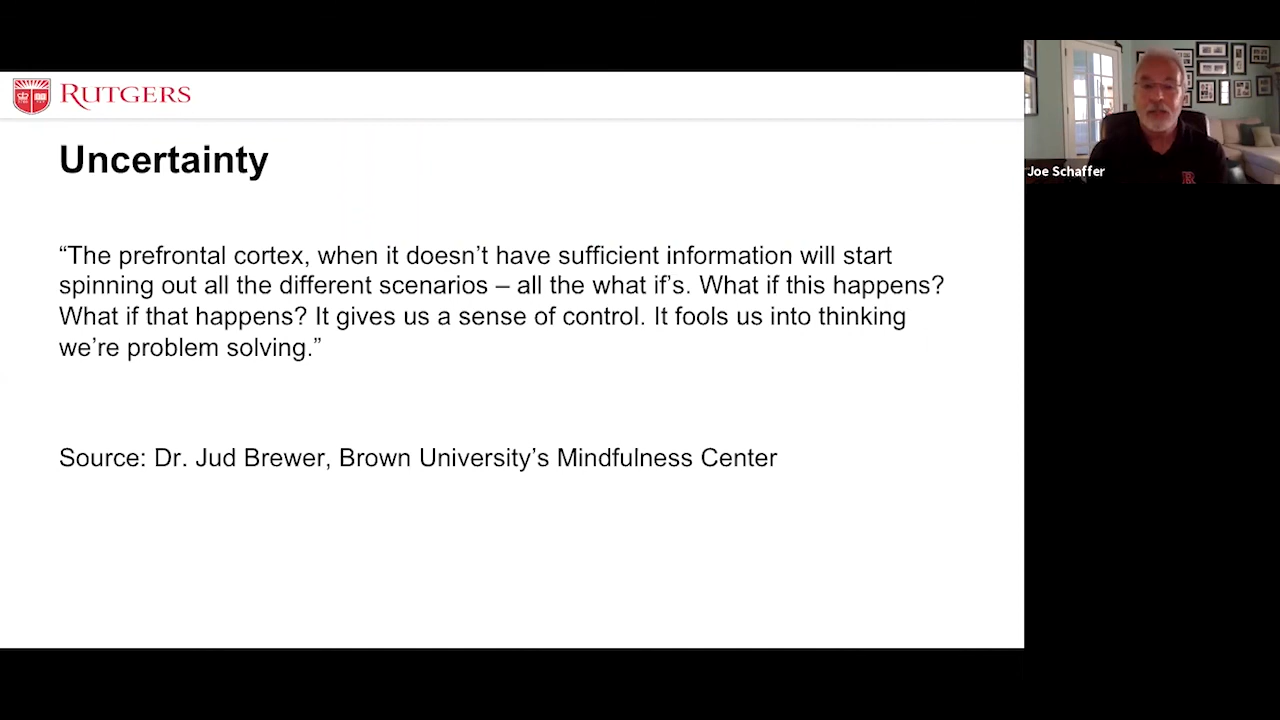 RUTGERS
Joe Schaffer
Uncertainty
“The prefrontal cortex, when it doesn’t have sufficient information will start
spinning out all the different scenarios – all the what if’s. What if this happens?
What if that happens? It gives us a sense of control. It fools us into thinking
we’re problem solving.”
Source: Dr. Jud Brewer, Brown University’s Mindfulness Center